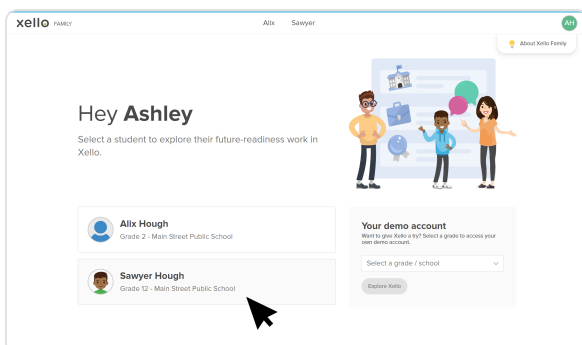 xello FAMILY
Alix Sawyer
AH
About Xello Family
Hey Ashley
Select a student to explore their future-readiness work in
Xello.
Alix Hough
Grade 2 - Main Street Public School
Sawyer Hough
Grade 12 - Main Street Public School
Your demo account
Want to give Xello a try? Select a grade to access your
own demo account.
Select a grade / school
Explore Xello